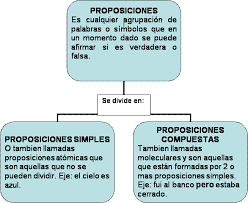 PROPOSICIONES
Es cualquier agrupación de
palabras o símbolos que en
un momento dado se puede
afirmar si es verdadera o
falsa.
Se divide en:
PROPOSICIONES SIMPLES
O tambien llamadas
proposiciones atómicas que
son aquellas que no se
pueden dividir. Eje: el cielo es
azul.
PROPOSICIONES
COMPUESTAS
Tambien llamadas
moleculares y son aquellas
que están formadas por 2 o
mas proposiciones simples.
Eje: fui al banco pero estaba
cerrado.